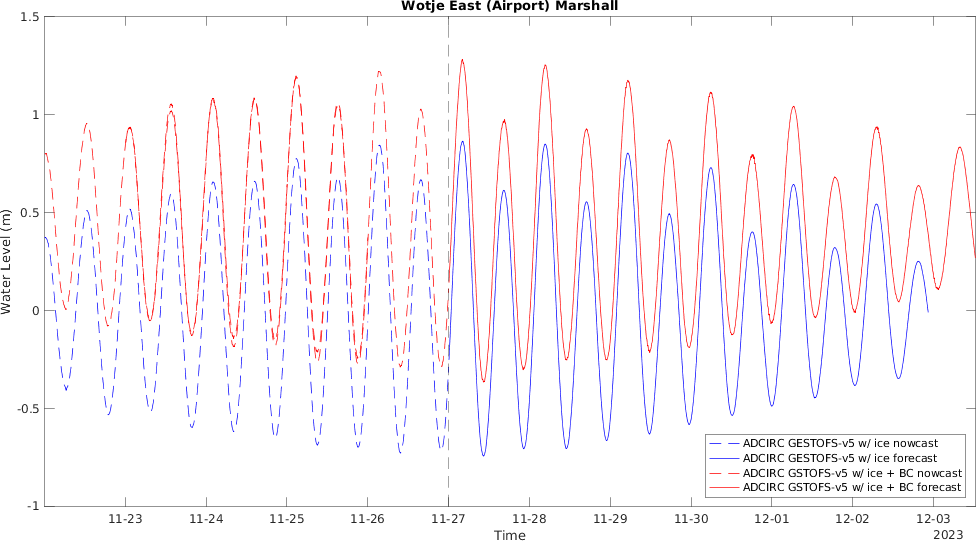 Wotje East (Airport) Marshall
1.5
1
0.5
0
-0.5
-1
Water Level (m)
ADCIRC GESTOFS-v5 w/ ice nowcast
ADCIRC GESTOFS-v5 w/ ice forecast
ADCIRC GSTOFS-v5 w/ ice + BC nowcast
ADCIRC GSTOFS-v5 w/ ice + BC forecast
11-23 11-24 11-25 11-26 11-27 11-28 11-29 11-30 12-01 12-02 12-03
Time
2023